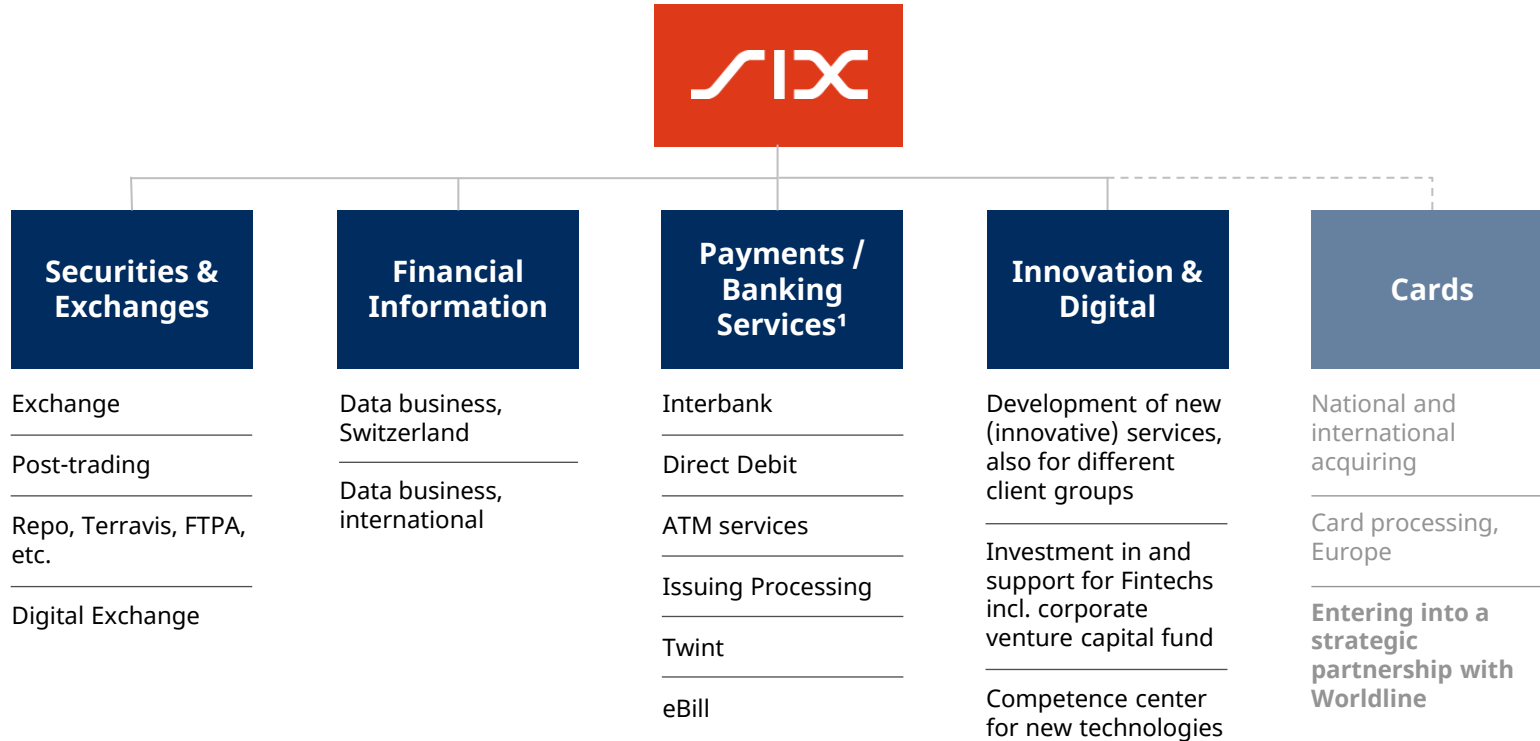 SIX
Securities &
Exchanges
Exchange
Post-trading
Repo, Terravis, FTPA,
etc.
Digital Exchange
Financial
Information
Data business,
Switzerland
Data business,
international
Payments /
Banking
Services¹
Interbank
Direct Debit
ATM services
Issuing Processing
Twint
eBill
Innovation &
Digital
Development of new
(innovative) services,
also for different
client groups
Investment in and
support for Fintechs
incl. corporate
venture capital fund
Competence center
for new technologies
Cards
National and
international
acquiring
Card processing,
Europe
Entering into a
strategic
partnership with
Worldline